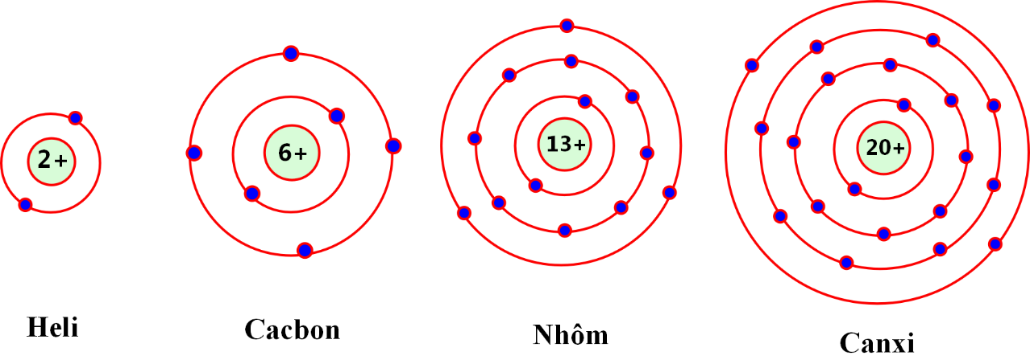 2+
6+
13+
20+
Heli
Cacbon
Nhôm
Canxi